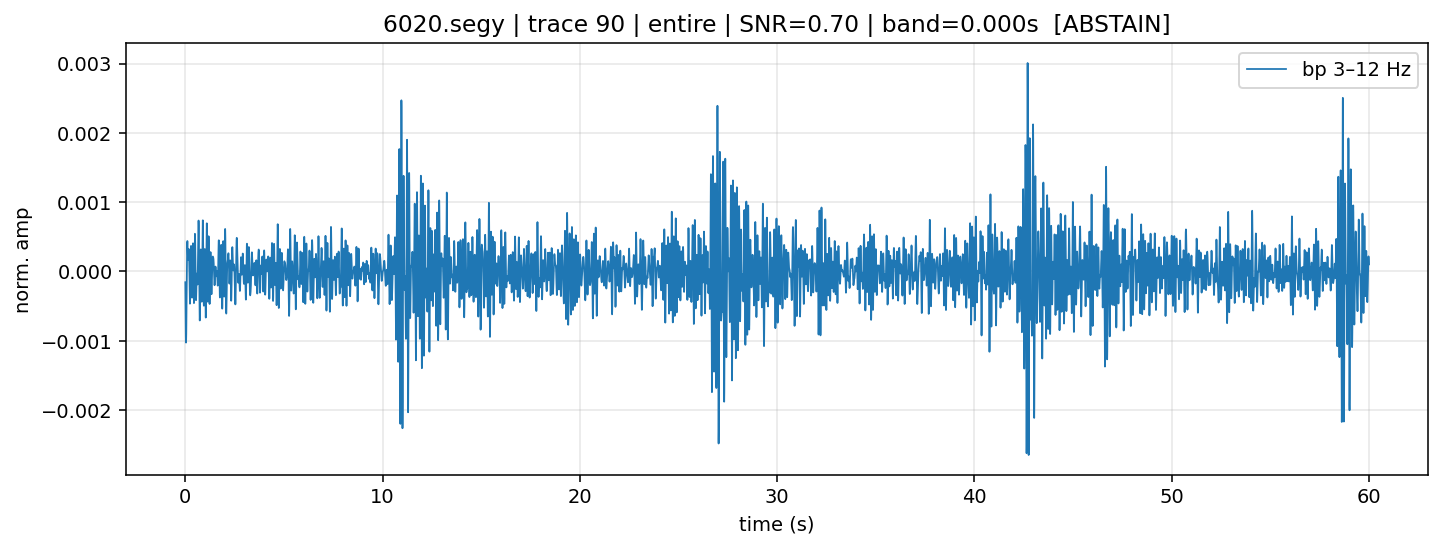 6020.segy | trace 90 | entire | SNR=0.70 | band=0.000s  [ABSTAIN]
bp 3–12 Hz
norm. amp
0.003
0.002
0.001
0.000
−0.001
−0.002
0 10 20 30 40 50 60
time (s)